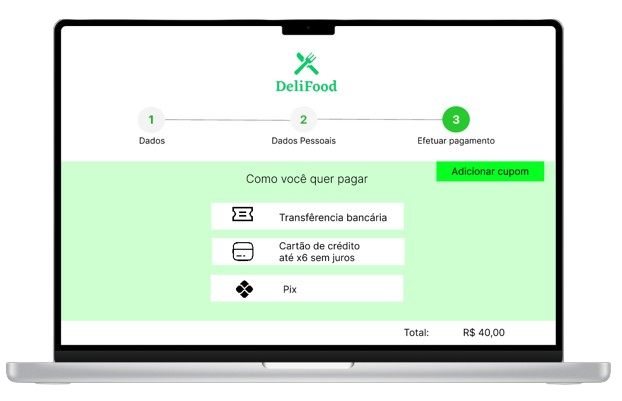 DeliFood
1
2
3
Dados
Dados Pessoais
Efetuar pagamento
Adicionar cupom
Como você quer pagar
Transfêrencia bancária
Cartão de crédito
até x6 sem juros
Pix
Total: R$ 40,00